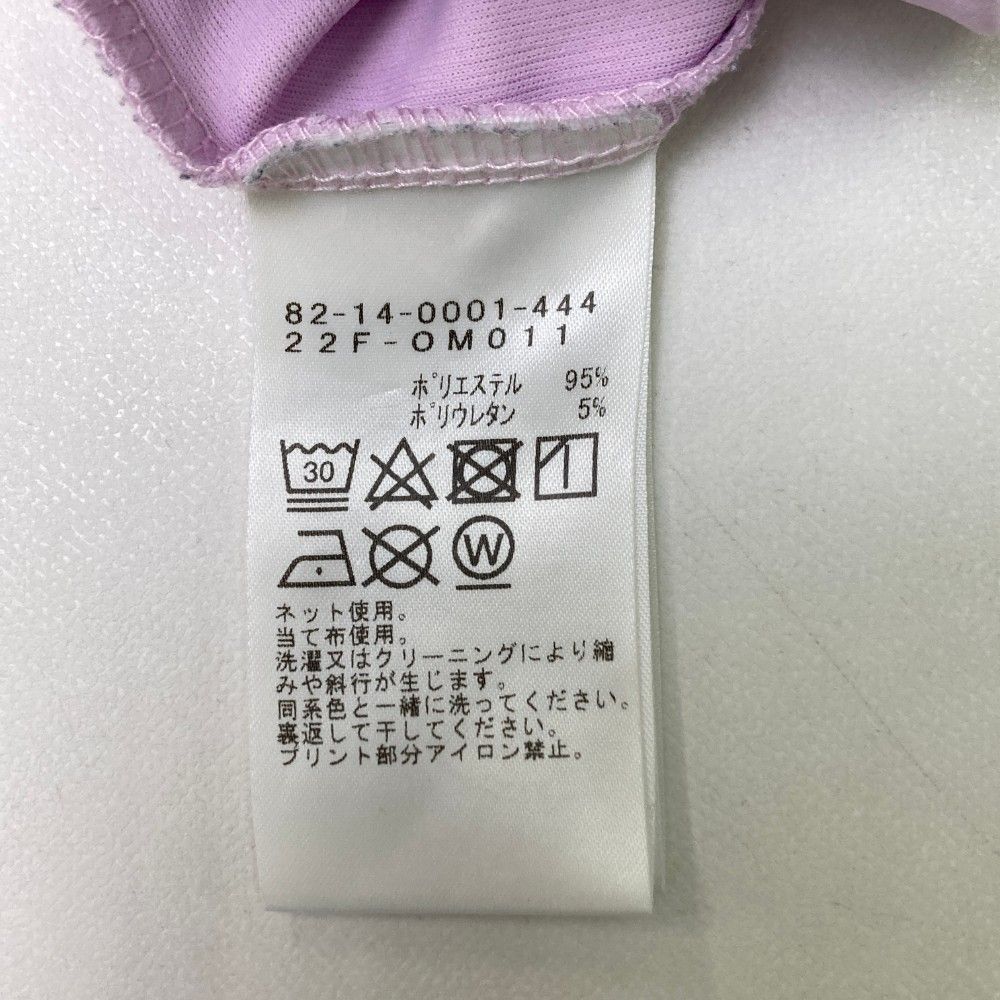 82-14-0001-444
22F-OM011
ポリエステル 95%
ポリウレタン 5%
30
W
ネット使用。
当て布使用。
洗濯又はクリーニングにより縮
みや斜行が生じます。
同系色と一緒に洗ってください。
裏返して干してください。
プリント部分アイロン禁止。